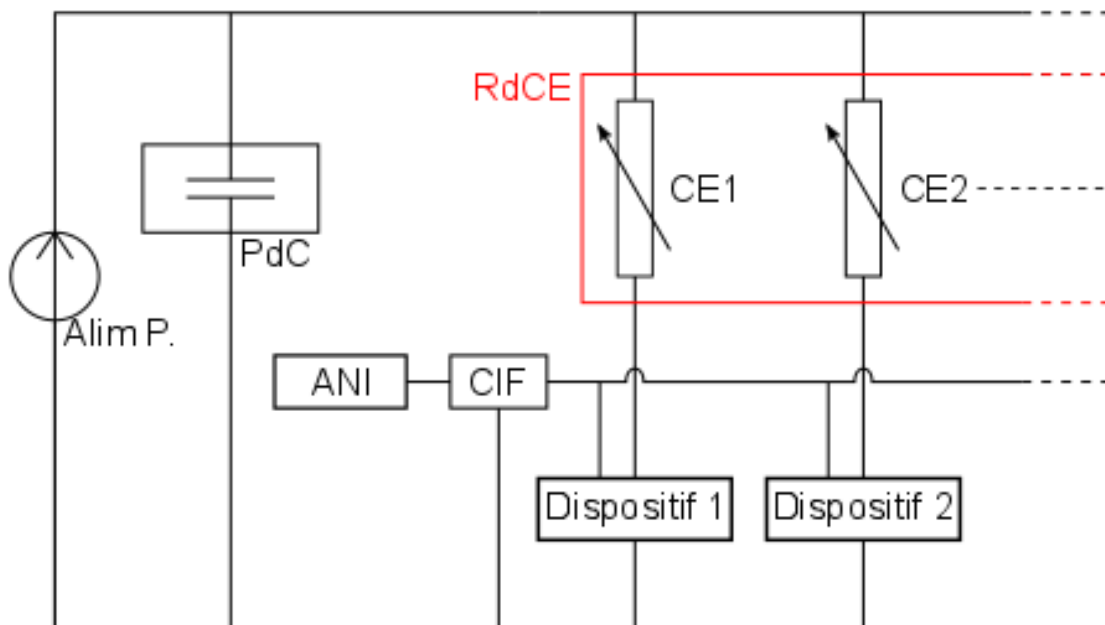 RdCE
CE1
CE2
PdC
Alim P.
ANI
CIF
Dispositif 1
Dispositif 2